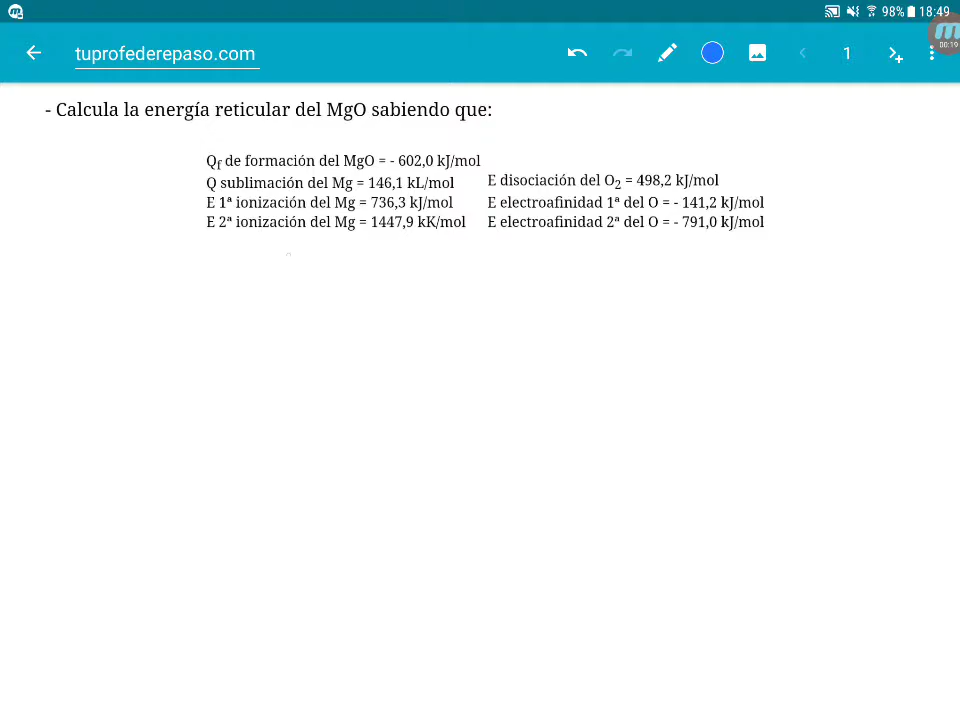 98% 18:49
tuprofederepaso.com
1
00:19
- Calcula la energía reticular del MgO sabiendo que:
Qf de formación del MgO = - 602,0 kJ/mol
Q sublimación del Mg = 146,1 kL/mol
E 1ª ionización del Mg = 736,3 kJ/mol
E 2ª ionización del Mg = 1447,9 kK/mol
E disociación del O2 = 498,2 kJ/mol
E electroafinidad 1ª del O = - 141,2 kJ/mol
E electroafinidad 2ª del O = - 791,0 kJ/mol